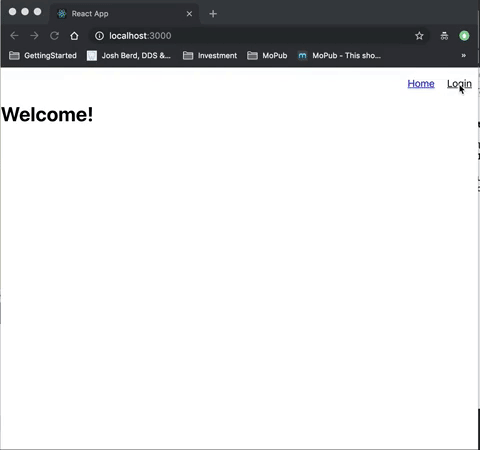 React App
localhost:3000
GettingStarted Josh Berd, DDS &... Investment MoPub MoPub - This sho... »
Home Login
Welcome!